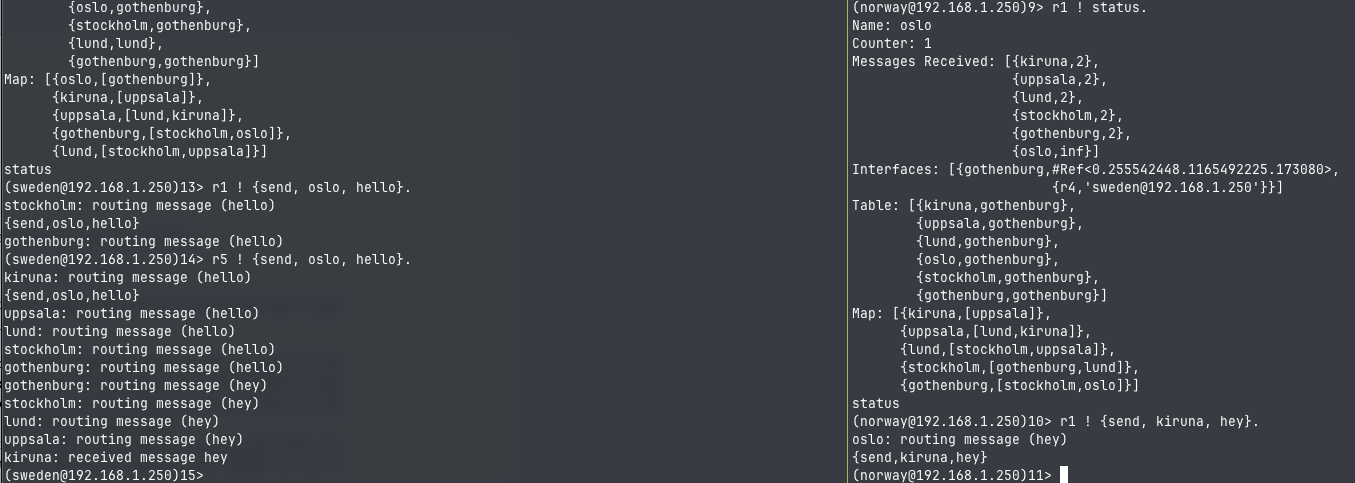 {oslo,gothenburg},
{stockholm,gothenburg},
{lund,lund},
{gothenburg,gothenburg}]
Map: [{oslo,[gothenburg]},
{kiruna,[uppsala]},
{uppsala,[lund,kiruna]},
{gothenburg,[stockholm,oslo]},
{lund,[stockholm,uppsala]}]
status
(sweden@192.168.1.250)13> r1 ! {send, oslo, hello}.
stockholm: routing message (hello)
{send,oslo,hello}
gothenburg: routing message (hello)
(sweden@192.168.1.250)14> r5 ! {send, oslo, hello}.
kiruna: routing message (hello)
{send,oslo,hello}
uppsala: routing message (hello)
lund: routing message (hello)
stockholm: routing message (hello)
gothenburg: routing message (hello)
gothenburg: routing message (hey)
stockholm: routing message (hey)
lund: routing message (hey)
uppsala: routing message (hey)
kiruna: received message hey
(sweden@192.168.1.250)15>
(norway@192.168.1.250)9> r1 ! status.
Name: oslo
Counter: 1
Messages Received: [{kiruna,2},
{uppsala,2},
{lund,2},
{stockholm,2},
{gothenburg,2},
{oslo,inf}]
Interfaces: [{gothenburg,#Ref<0.255542448.1165492225.173080>,
{r4,'sweden@192.168.1.250'}}]
Table: [{kiruna,gothenburg},
{uppsala,gothenburg},
{lund,gothenburg},
{oslo,gothenburg},
{stockholm,gothenburg},
{gothenburg,gothenburg}]
Map: [{kiruna,[uppsala]},
{uppsala,[lund,kiruna]},
{lund,[stockholm,uppsala]},
{stockholm,[gothenburg,lund]},
{gothenburg,[stockholm,oslo]}]
status
(norway@192.168.1.250)10> r1 ! {send, kiruna, hey}.
oslo: routing message (hey)
{send,kiruna,hey}
(norway@192.168.1.250)11>